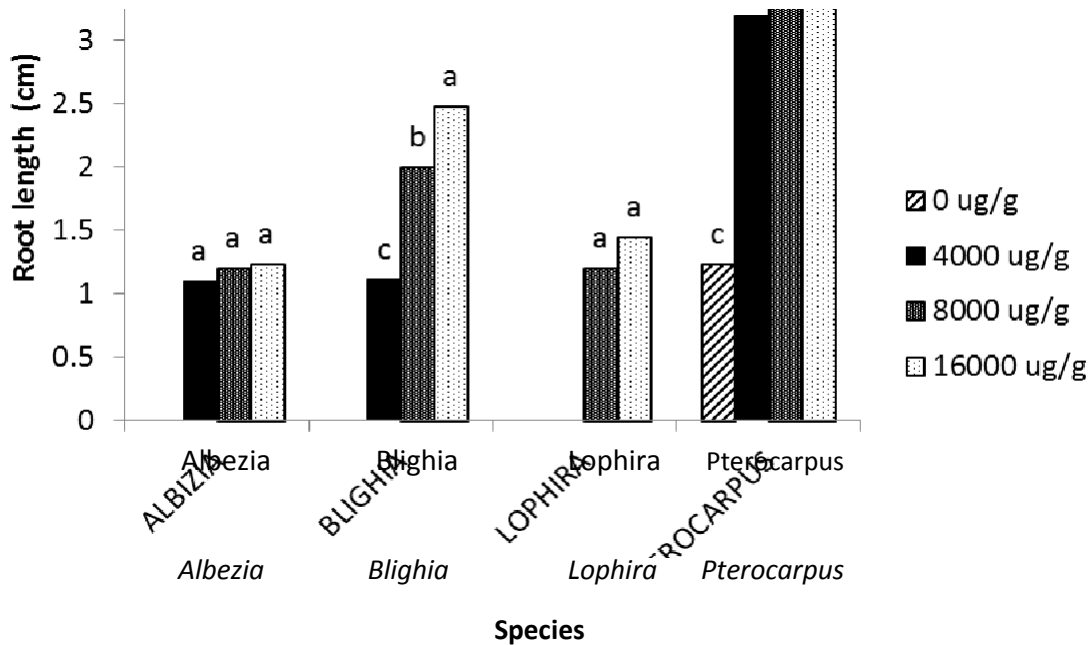 Root length (cm)
3
2.5
2
1.5
1
0.5
0
a a a
c b a
a a
c
0 ug/g
4000 ug/g
8000 ug/g
16000 ug/g
Albezia Blighia Lophira Pterocarpus
ALBIZIA BLIGHIA LOPHIRA EROCARPUS
Albezia Blighia Lophira Pterocarpus
Species